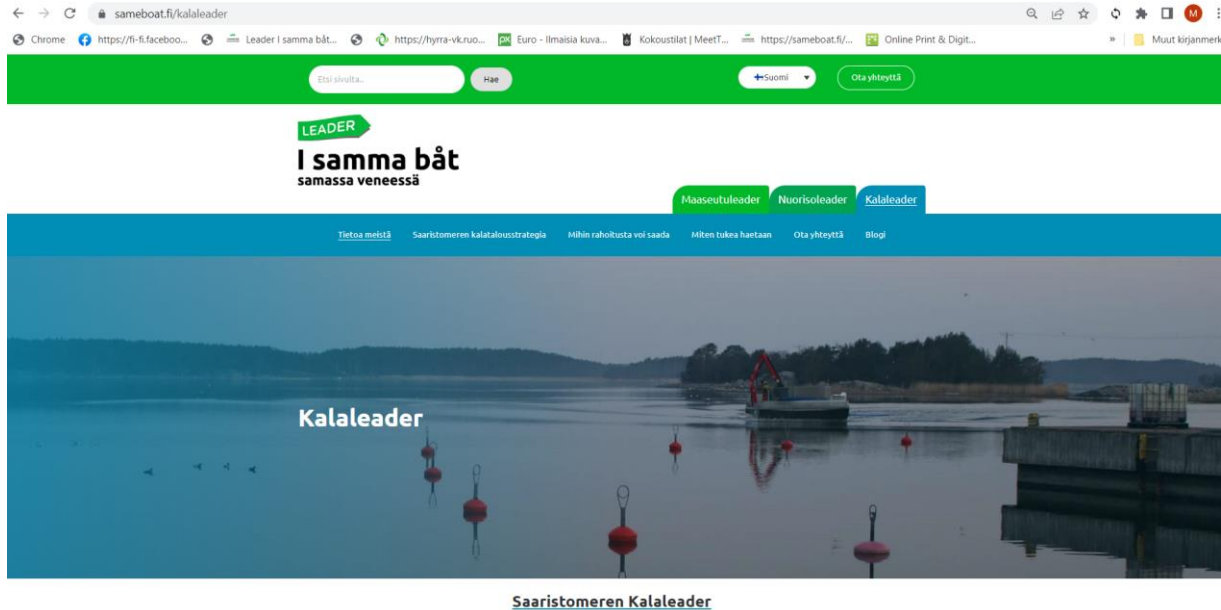 sameboat.fi/kalaleader
Chrome https://fi-fi.faceboo... Leader I samma båt... https://hyrra-vk.ruo... px Euro - Ilmaisia kuva... Kokoustilat | MeetT... https://sameboat.fi/... Online Print & Digit... » Muut kirjanmerk
M
Etsi sivuilta.. Hae Suomi Ota yhteyttä
LEADER
I samma båt
samassa veneessä
Maaseutuleader Nuorisoleader Kalaleader
Tietoa meistä Saaristomeren kalatalousstrategia Mihin rahoitusta voi saada Miten tukea haetaan Ota yhteyttä Blogi
Kalaleader
Saaristomeren Kalaleader